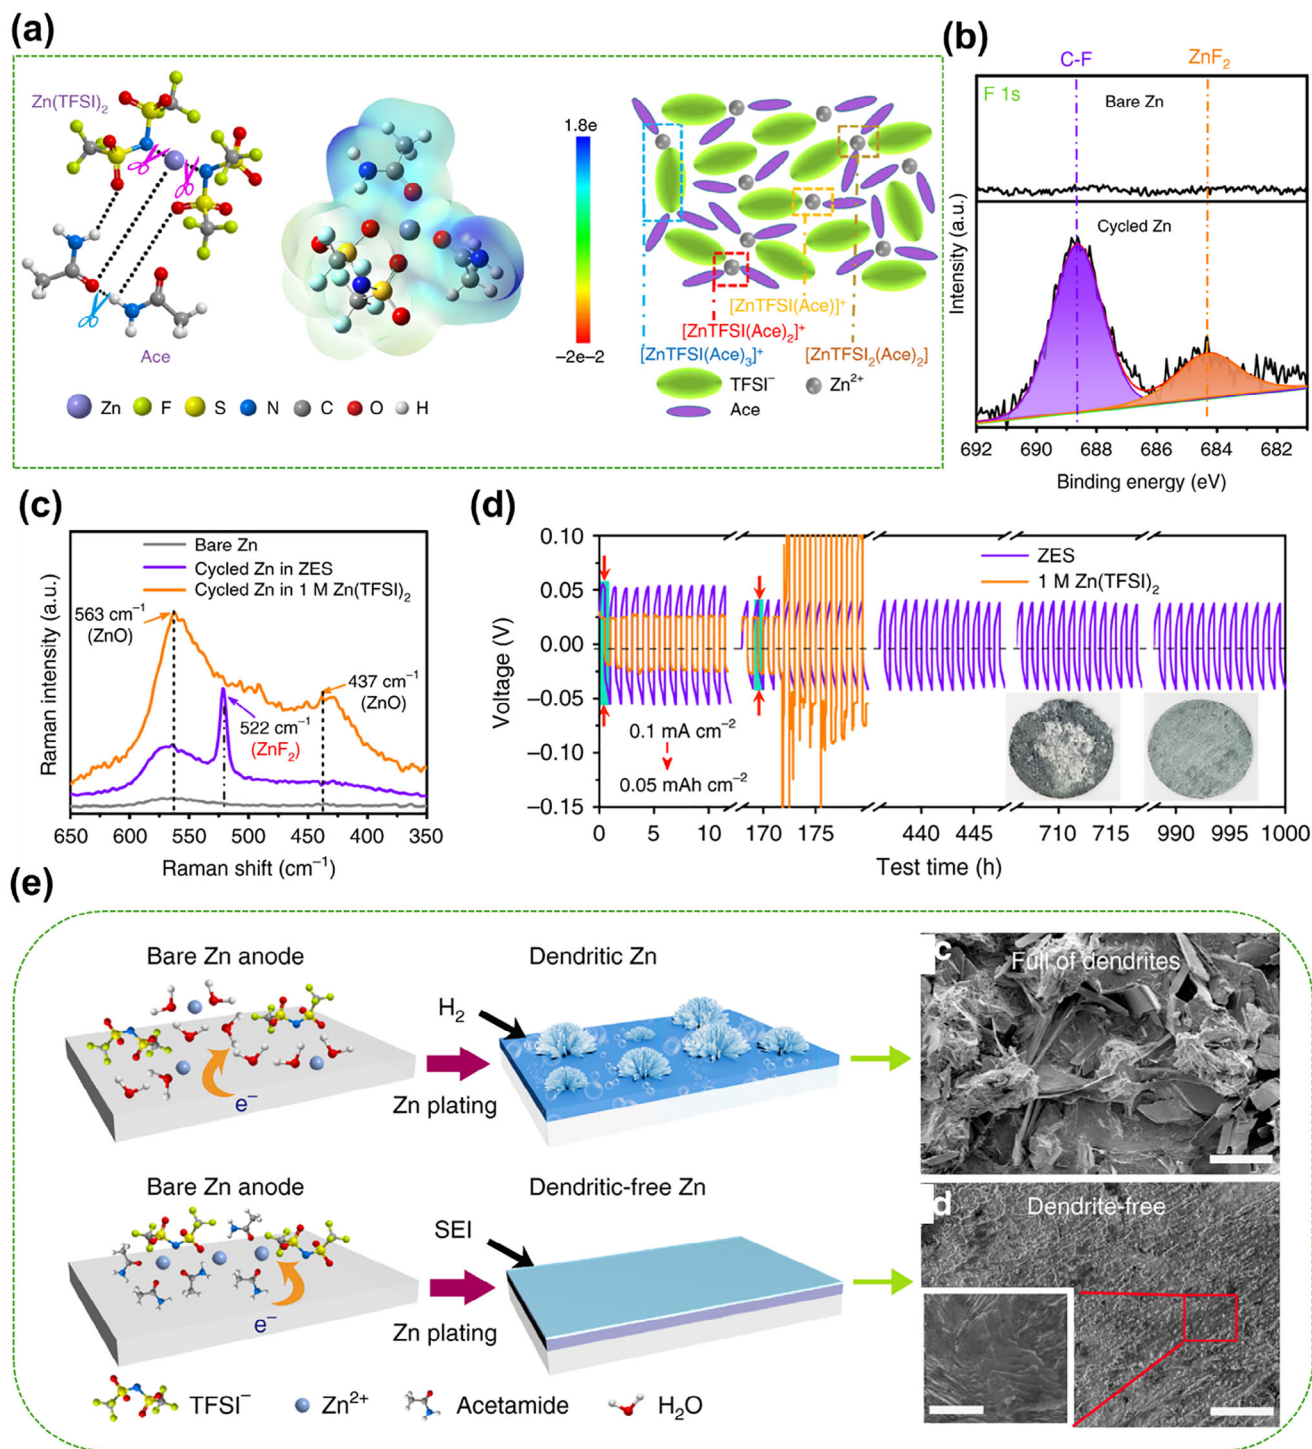 (a)
Zn(TFSI)₂
Ace
Zn F S N C O H
1.8e
−2e−2
[ZnTFSI(Ace)]⁺
[ZnTFSI(Ace)₂]⁺
[ZnTFSI(Ace)₃]⁺ [ZnTFSI₂(Ace)₂]
TFSI⁻ Zn²⁺
Ace
(b)
C-F ZnF₂
F 1s
Bare Zn
Cycled Zn
Intensity (a.u.)
692 690 688 686 684 682
Binding energy (eV)
(c)
Bare Zn
Cycled Zn in ZES
Cycled Zn in 1 M Zn(TFSI)₂
563 cm⁻¹
(ZnO)
437 cm⁻¹
(ZnO)
522 cm⁻¹
(ZnF₂)
Raman intensity (a.u.)
650 600 550 500 450 400 350
Raman shift (cm⁻¹)
(d)
0.10
0.05
0.00
−0.05
−0.10
−0.15
Voltage (V)
ZES
1 M Zn(TFSI)₂
0.1 mA cm⁻²
0.05 mAh cm⁻²
0 5 10 170 175 440 445 710 715 990 995 1000
Test time (h)
(e)
Bare Zn anode
e⁻
Zn plating
H₂
Dendritic Zn
c
Full of dendrites
Bare Zn anode
e⁻
Zn plating
SEI
Dendritic-free Zn
d
Dendrite-free
TFSI⁻ Zn²⁺ Acetamide H₂O